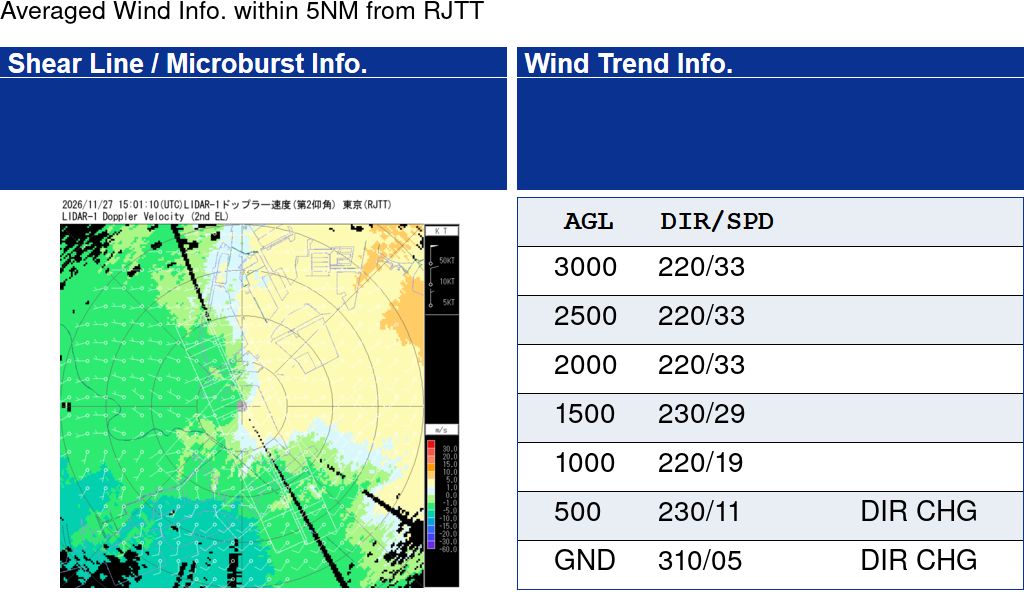 Averaged Wind Info. within 5NM from RJTT
Shear Line / Microburst Info.
Wind Trend Info.
2026/11/27 15:01:10(UTC)LIDAR-1ドップラー速度(第2仰角) 東京(RJTT)
LIDAR-1 Doppler Velocity (2nd EL)
K T
50KT
10KT
5KT
m/s
30.0
20.0
15.0
10.0
5.0
1.0
0.0
-1.0
-5.0
-10.0
-15.0
-20.0
-30.0
-60.0
AGL DIR/SPD
3000 220/33
2500 220/33
2000 220/33
1500 230/29
1000 220/19
500 230/11 DIR CHG
GND 310/05 DIR CHG